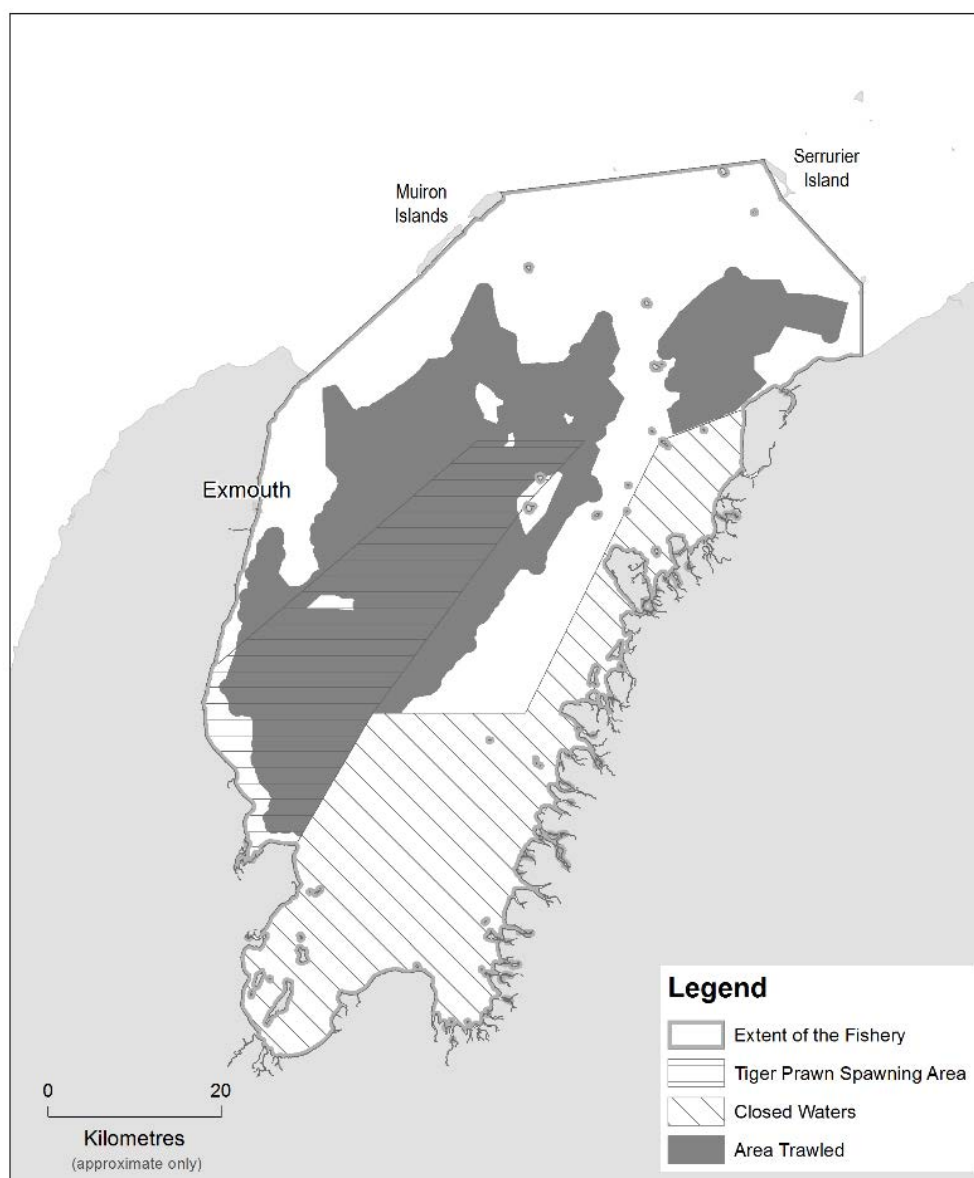 Serrurier
Island
Muiron
Islands
Exmouth
Legend
Extent of the Fishery
Tiger Prawn Spawning Area
Closed Waters
Area Trawled
0 20
Kilometres
(approximate only)